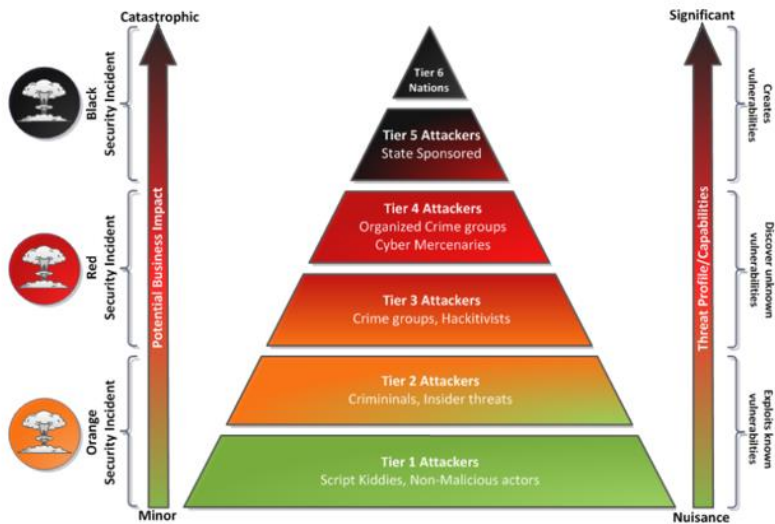 Catastrophic
Significant
Black
Security Incident
Red
Security Incident
Orange
Security Incident
Potential Business Impact
Tier 6
Nations
Tier 5 Attackers
State Sponsored
Tier 4 Attackers
Organized Crime groups
Cyber Mercenaries
Tier 3 Attackers
Crime groups, Hackitivists
Tier 2 Attackers
Crimininals, Insider threats
Tier 1 Attackers
Script Kiddies, Non-Malicious actors
Threat Profile/Capabilities
Creates
vulnerabilities
Discover unknown
vulnerabilities
Exploits known
vulnerabilties
Minor
Nuisance